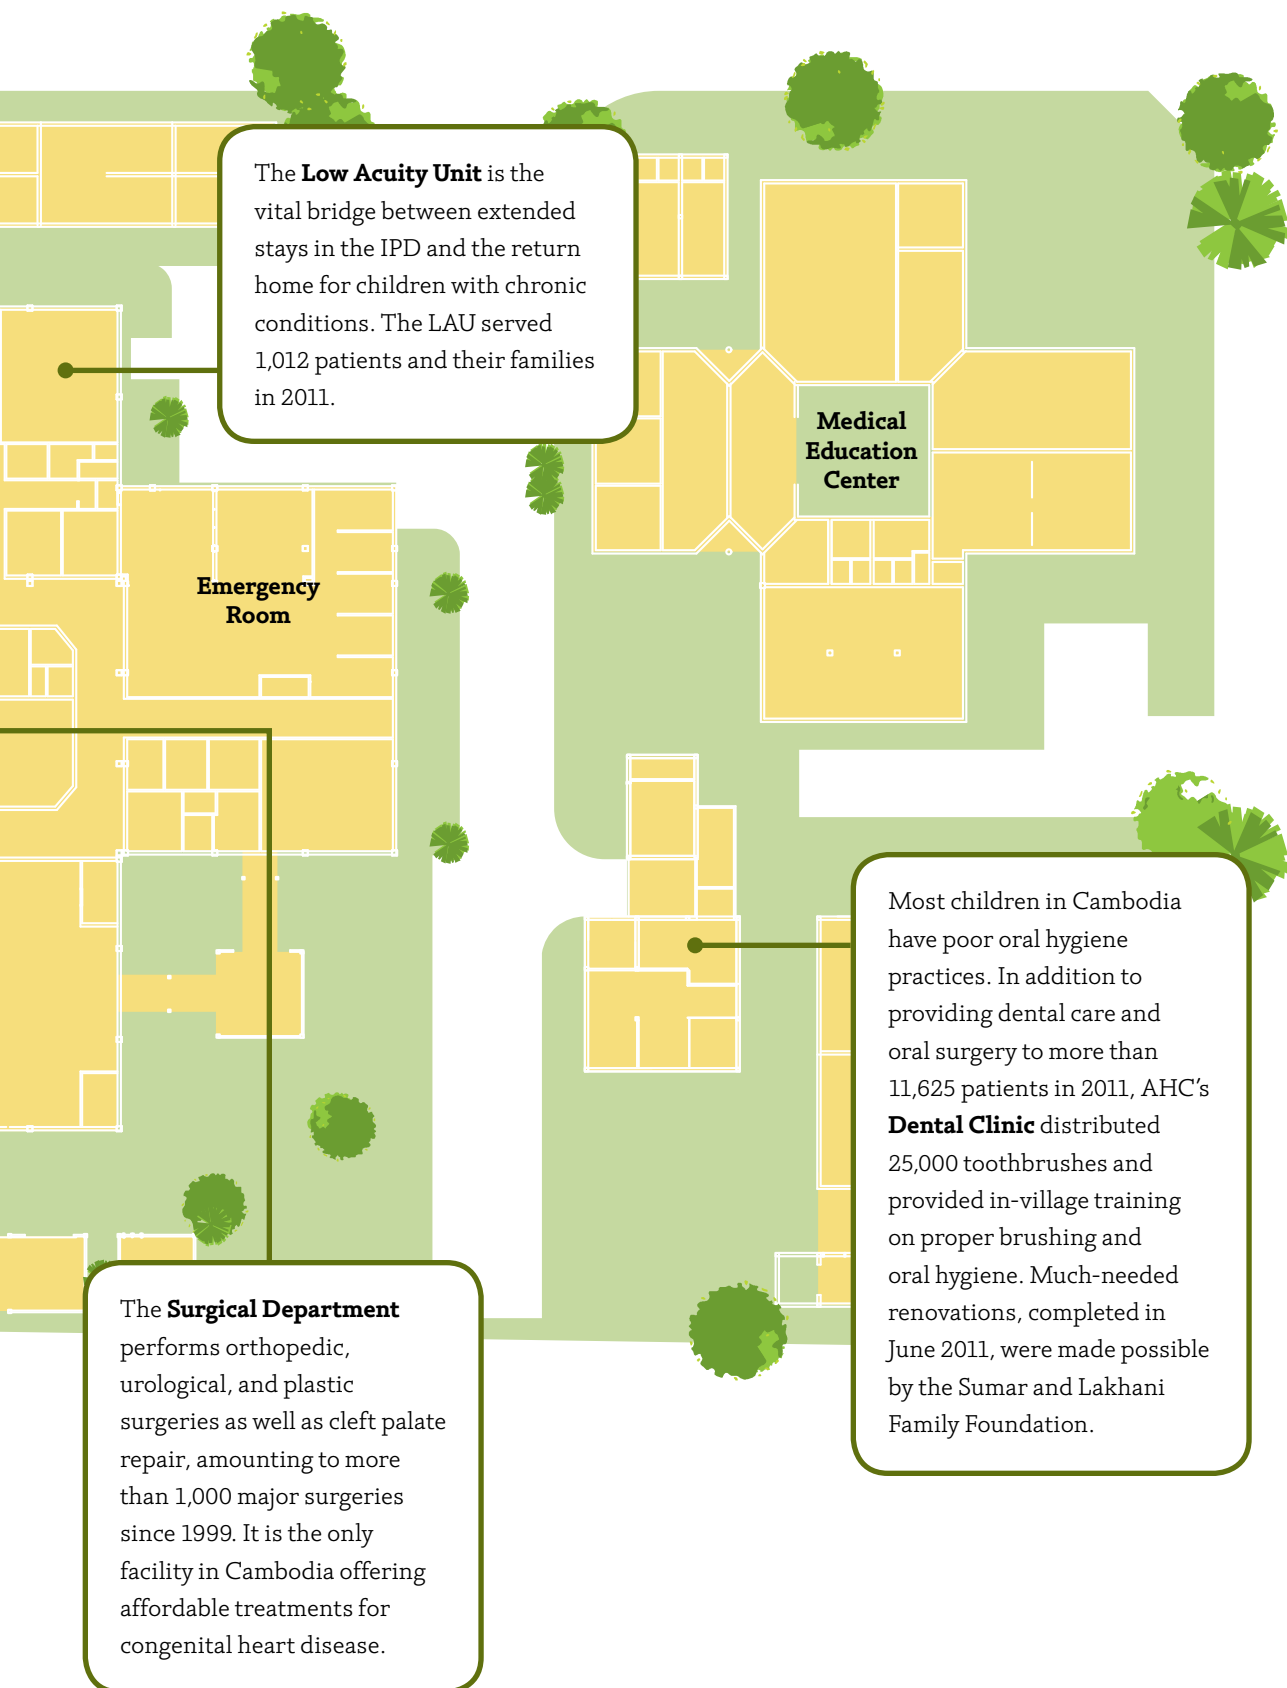 The Low Acuity Unit is the
vital bridge between extended
stays in the IPD and the return
home for children with chronic
conditions. The LAU served
1,012 patients and their families
in 2011.
Medical
Education
Center
Emergency
Room
Most children in Cambodia
have poor oral hygiene
practices. In addition to
providing dental care and
oral surgery to more than
11,625 patients in 2011, AHC’s
Dental Clinic distributed
25,000 toothbrushes and
provided in-village training
on proper brushing and
oral hygiene. Much-needed
renovations, completed in
June 2011, were made possible
by the Sumar and Lakhani
Family Foundation.
The Surgical Department
performs orthopedic,
urological, and plastic
surgeries as well as cleft palate
repair, amounting to more
than 1,000 major surgeries
since 1999. It is the only
facility in Cambodia offering
affordable treatments for
congenital heart disease.